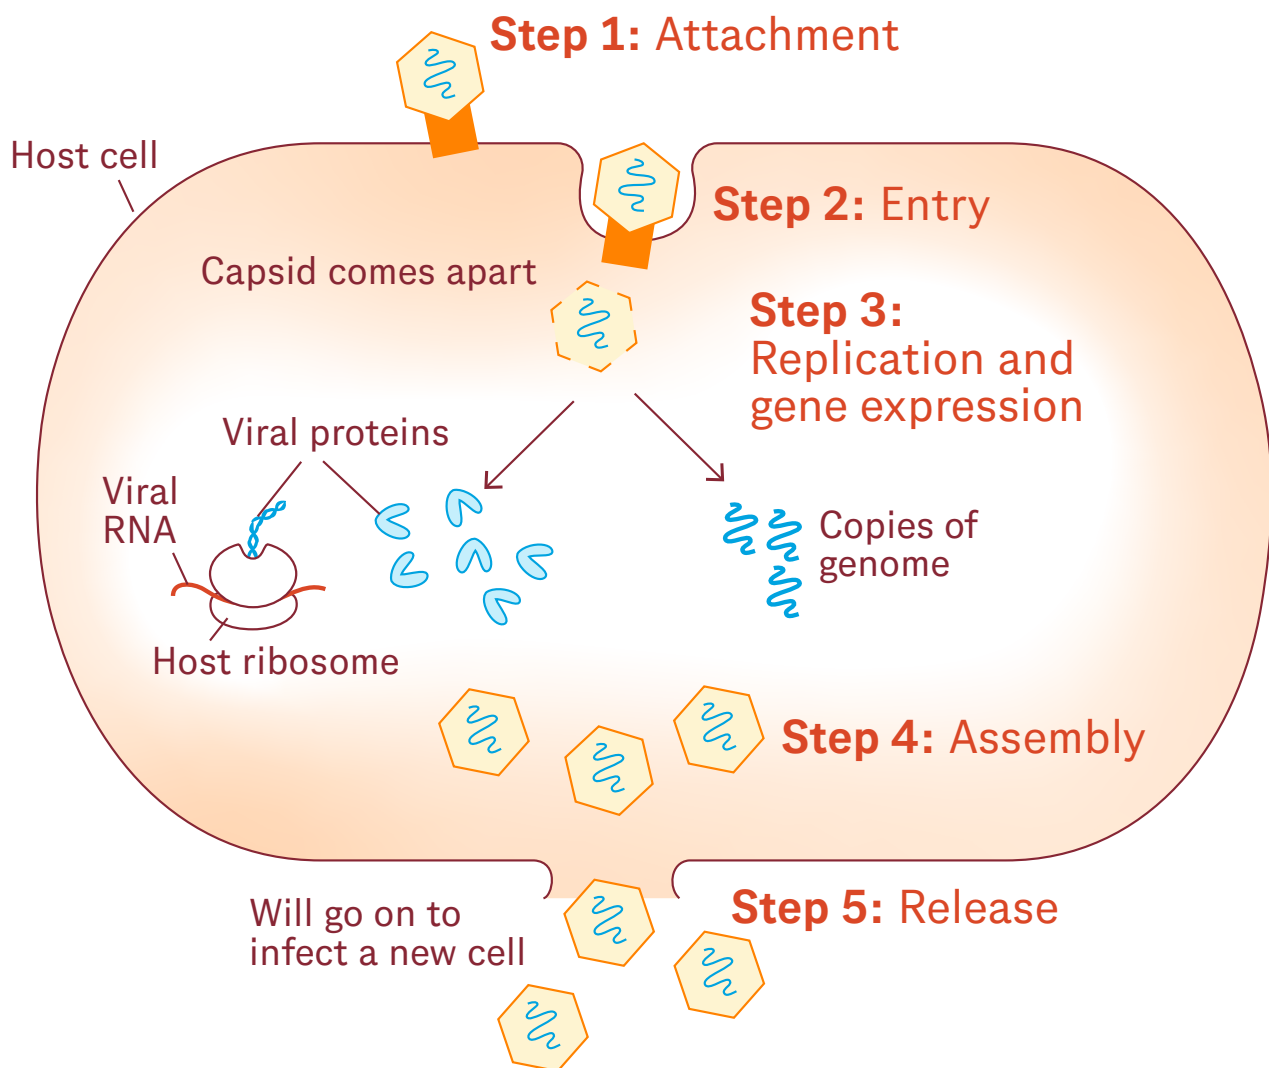 Step 1: Attachment
Host cell
Step 2: Entry
Capsid comes apart
Step 3:
Replication and
gene expression
Viral proteins
Viral
RNA
Copies of
genome
Host ribosome
Step 4: Assembly
Step 5: Release
Will go on to
infect a new cell